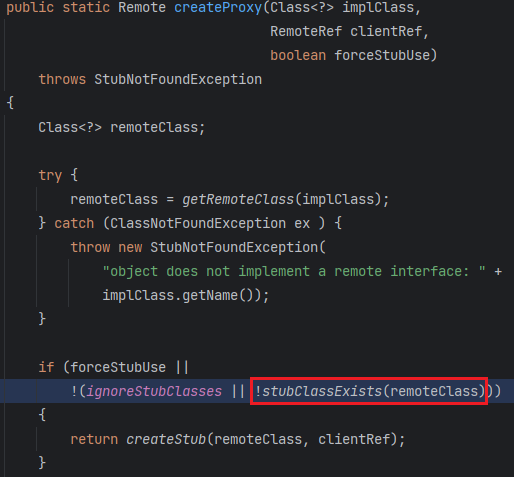 public static Remote createProxy(Class<?> implClass,
                                 RemoteRef clientRef,
                                 boolean forceStubUse)
    throws StubNotFoundException
{
    Class<?> remoteClass;

    try {
        remoteClass = getRemoteClass(implClass);
    } catch (ClassNotFoundException ex ) {
        throw new StubNotFoundException(
            "object does not implement a remote interface: " +
            implClass.getName());
    }

    if (forceStubUse ||
        !(ignoreStubClasses || !stubClassExists(remoteClass)))
    {
        return createStub(remoteClass, clientRef);
    }